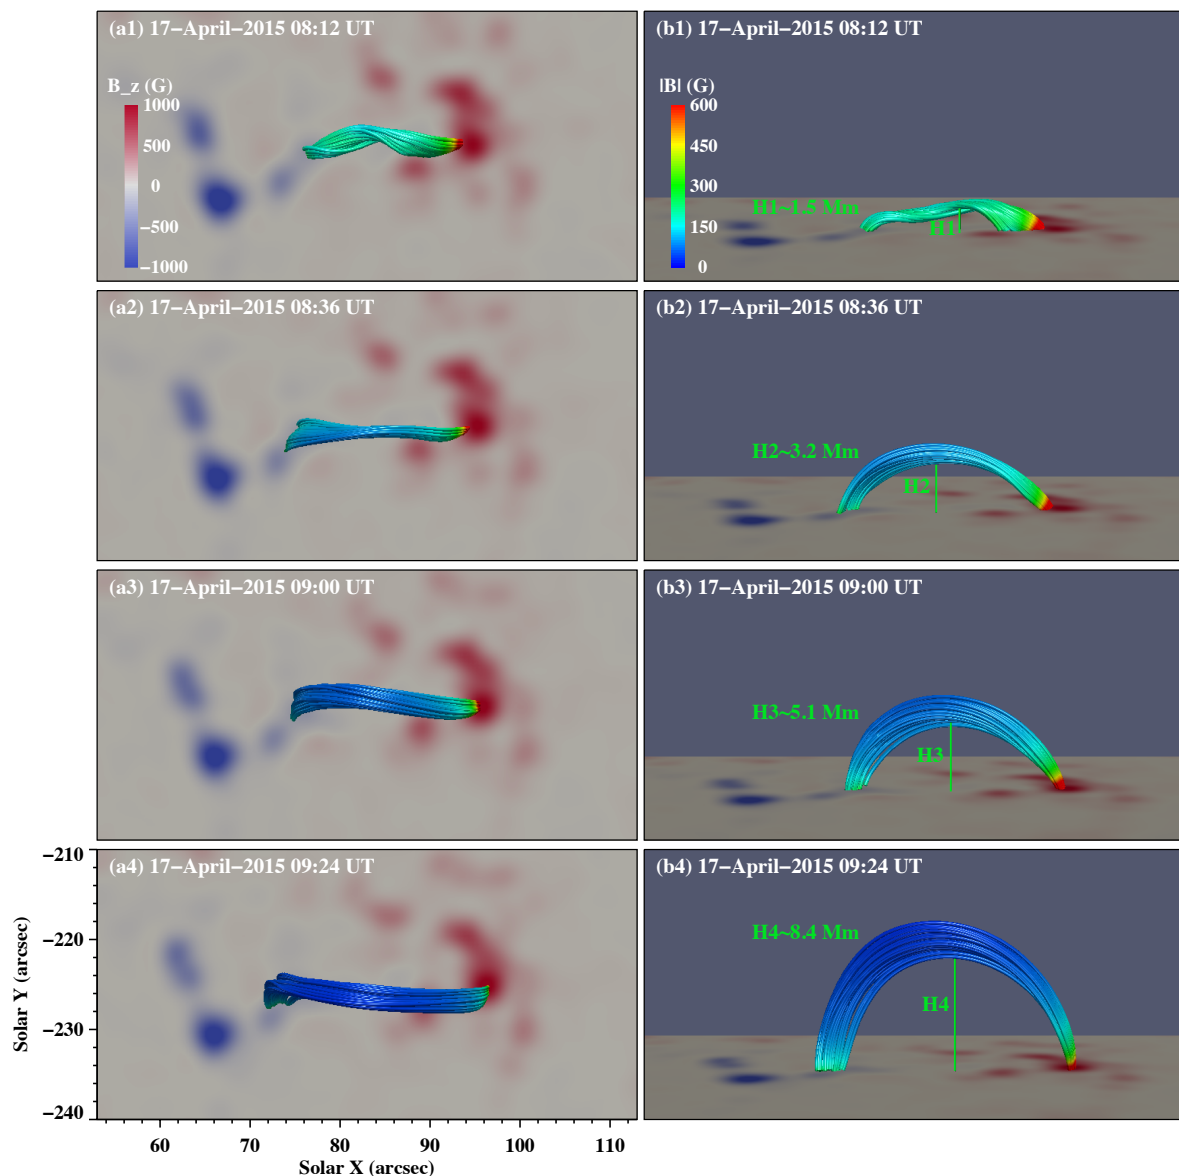 (a1) 17−April−2015 08:12 UT
B_z (G)
1000
500
0
−500
−1000
(b1) 17−April−2015 08:12 UT
|B| (G)
600
450
300
150
0
H1~1.5 Mm
H1
(a2) 17−April−2015 08:36 UT
(b2) 17−April−2015 08:36 UT
H2~3.2 Mm
H2
(a3) 17−April−2015 09:00 UT
(b3) 17−April−2015 09:00 UT
H3~5.1 Mm
H3
(a4) 17−April−2015 09:24 UT
−210
−220
−230
−240
Solar Y (arcsec)
60 70 80 90 100 110
Solar X (arcsec)
(b4) 17−April−2015 09:24 UT
H4~8.4 Mm
H4